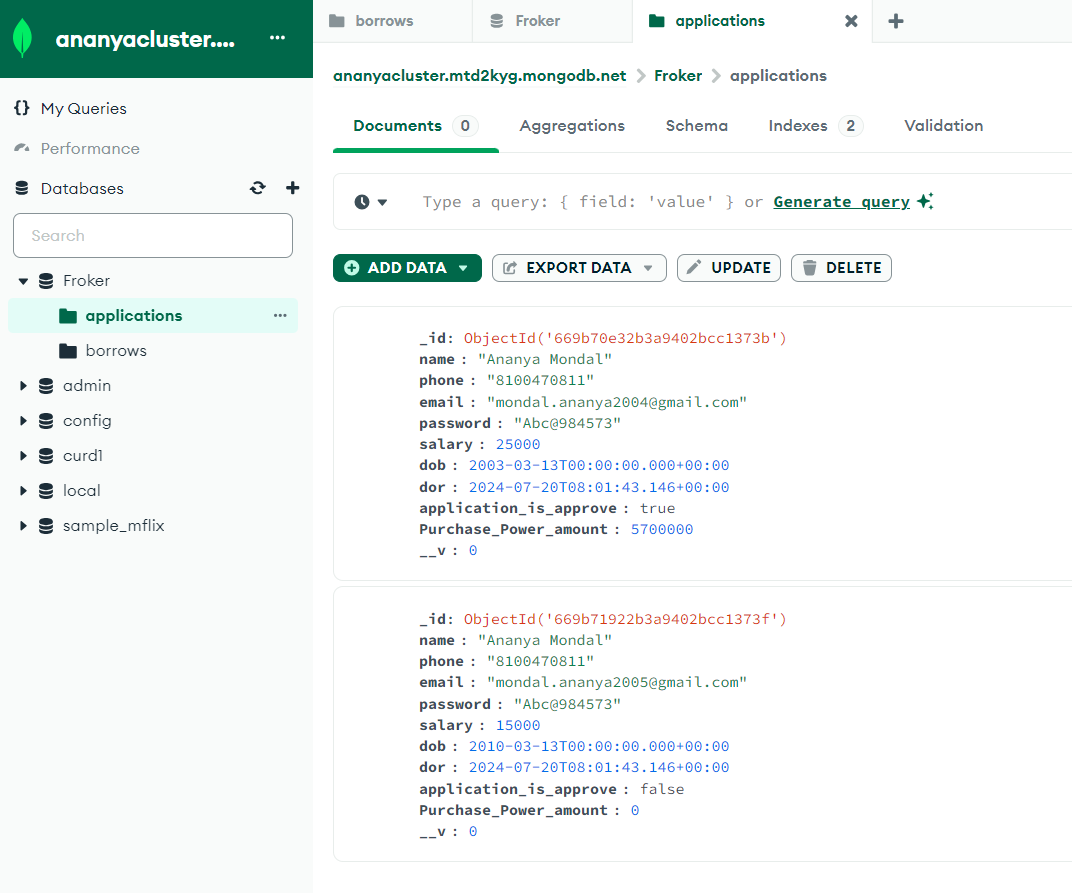 ananyacluster.... ...
borrows
Froker
applications
ananyacluster.mtd2kyg.mongodb.net > Froker > applications
{} My Queries
Performance
Databases
Search
Froker
applications ...
borrows
admin
config
curd1
local
sample_mflix
Documents 0 Aggregations Schema Indexes 2 Validation
Type a query: { field: 'value' } or Generate query
ADD DATA EXPORT DATA UPDATE DELETE
_id: ObjectId('669b70e32b3a9402bcc1373b')
name : "Ananya Mondal"
phone : "8100470811"
email : "mondal.ananya2004@gmail.com"
password : "Abc@984573"
salary : 25000
dob : 2003-03-13T00:00:00.000+00:00
dor : 2024-07-20T08:01:43.146+00:00
application_is_approve : true
Purchase_Power_amount : 5700000
__v : 0
_id: ObjectId('669b71922b3a9402bcc1373f')
name : "Ananya Mondal"
phone : "8100470811"
email : "mondal.ananya2005@gmail.com"
password : "Abc@984573"
salary : 15000
dob : 2010-03-13T00:00:00.000+00:00
dor : 2024-07-20T08:01:43.146+00:00
application_is_approve : false
Purchase_Power_amount : 0
__v : 0